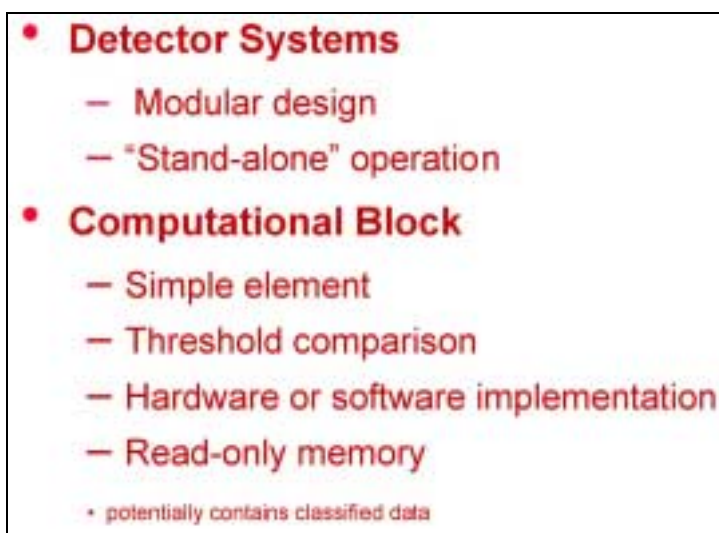 • Detector Systems
– Modular design
– “Stand-alone” operation
• Computational Block
– Simple element
– Threshold comparison
– Hardware or software implementation
– Read-only memory
• potentially contains classified data